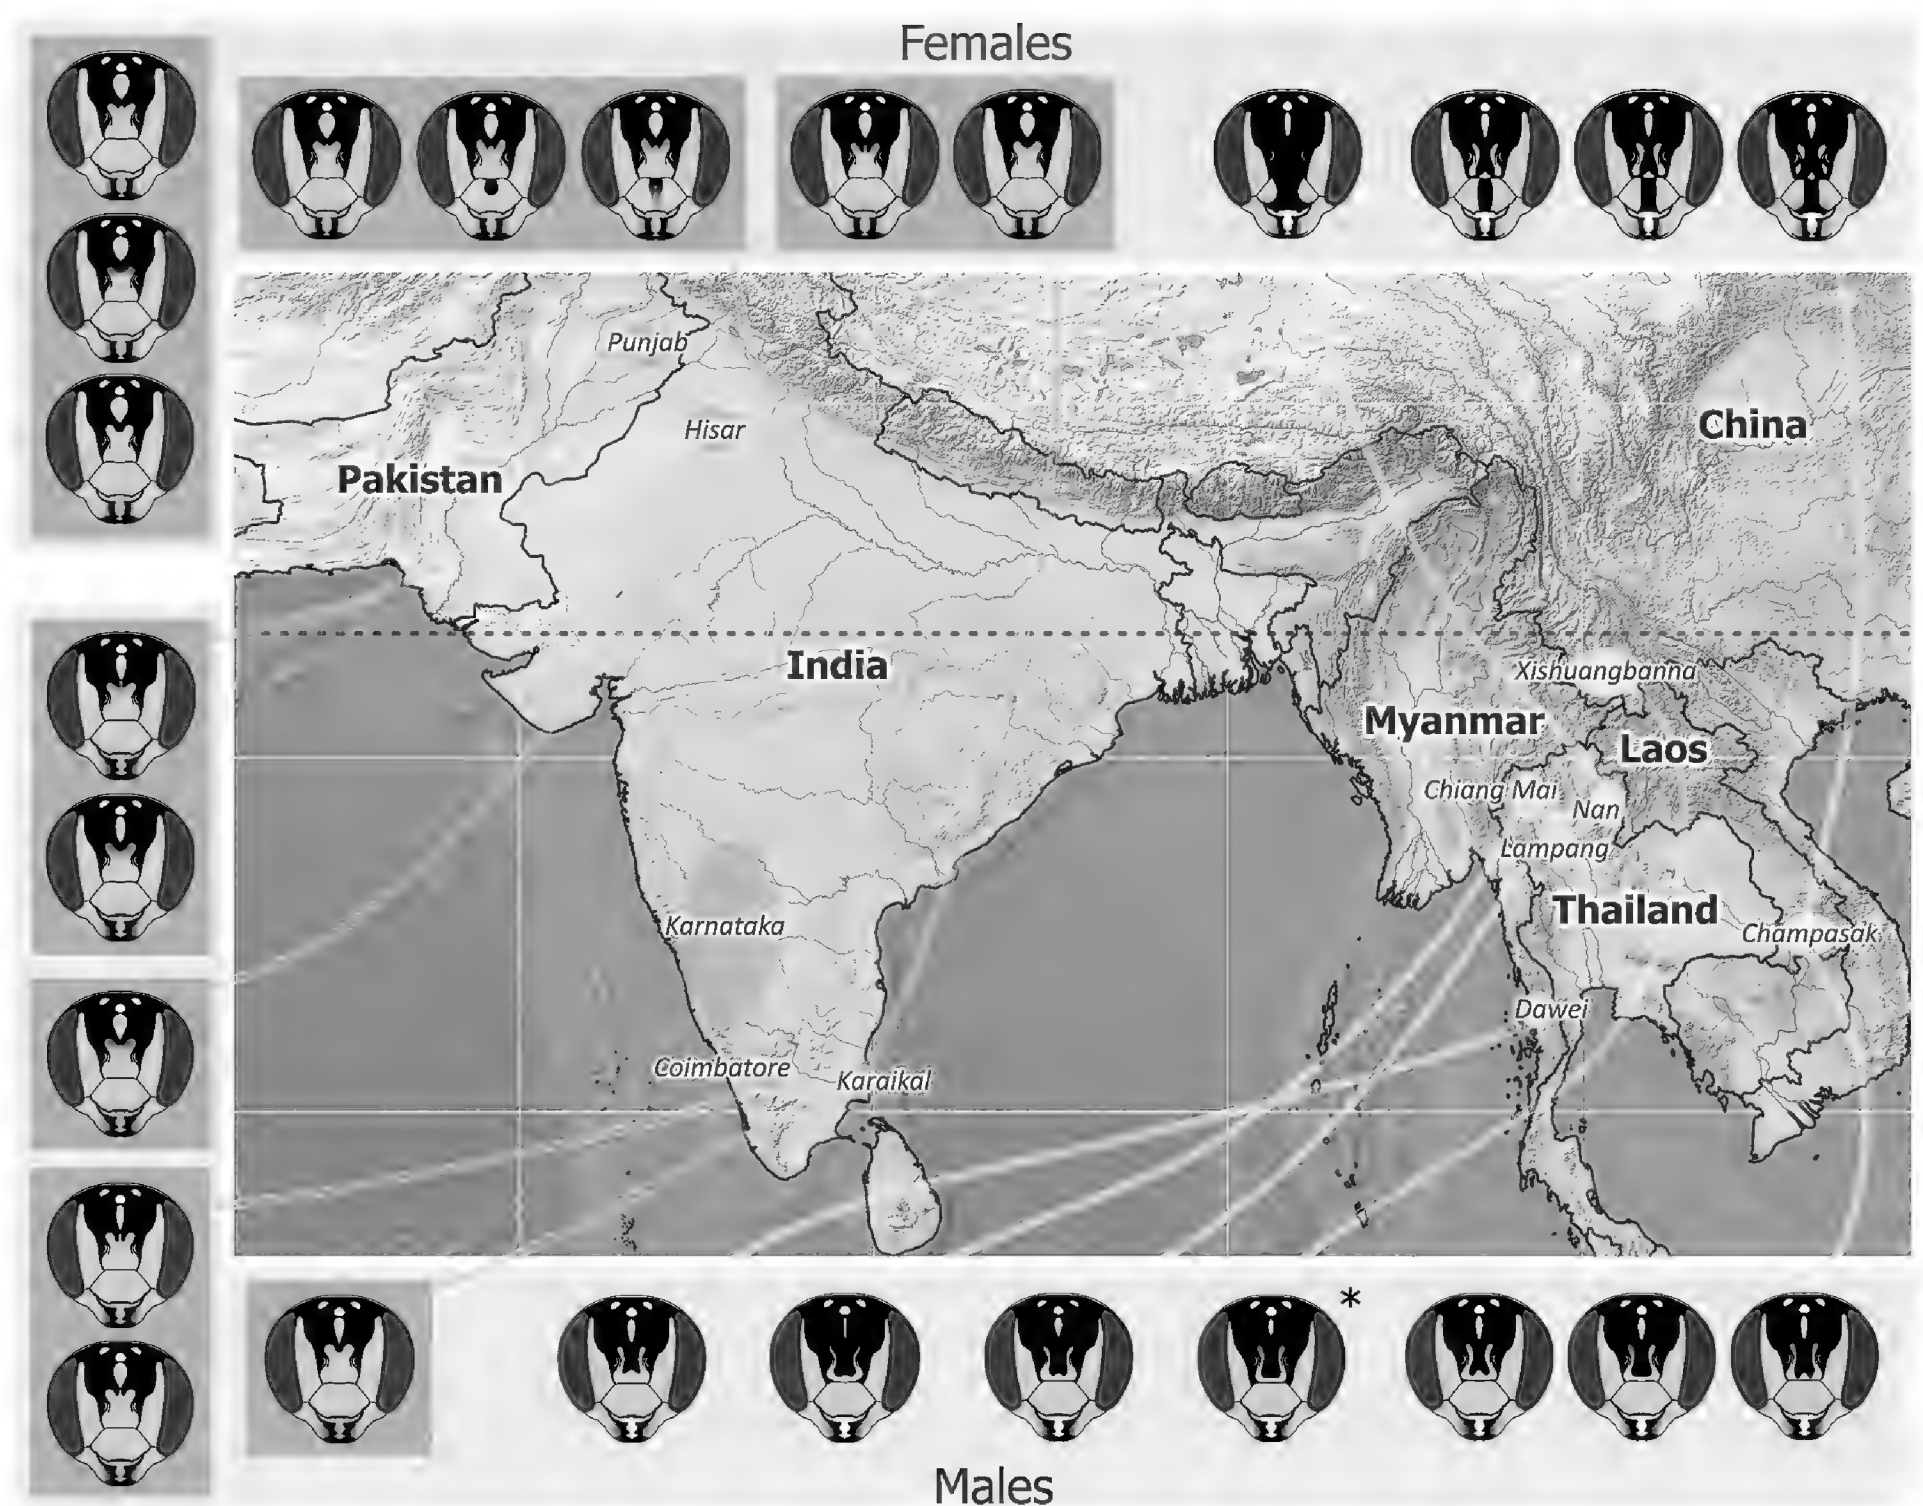 Females
Punjab
Hisar
China
Pakistan
India
Xishuangbanna
Myanmar
Laos
Chiang Mai
Nan
Lampang
Thailand
Karnataka
Champasak
Dawei
Coimbatore
Karaikal
*
Males